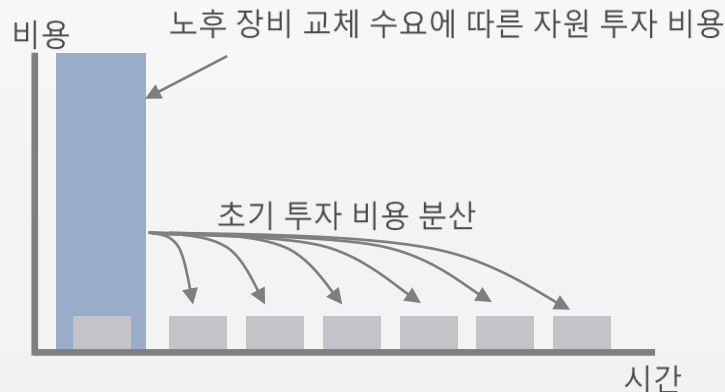 노후 장비 교체 수요에 따른 자원 투자 비용
비용
초기 투자 비용 분산
시간